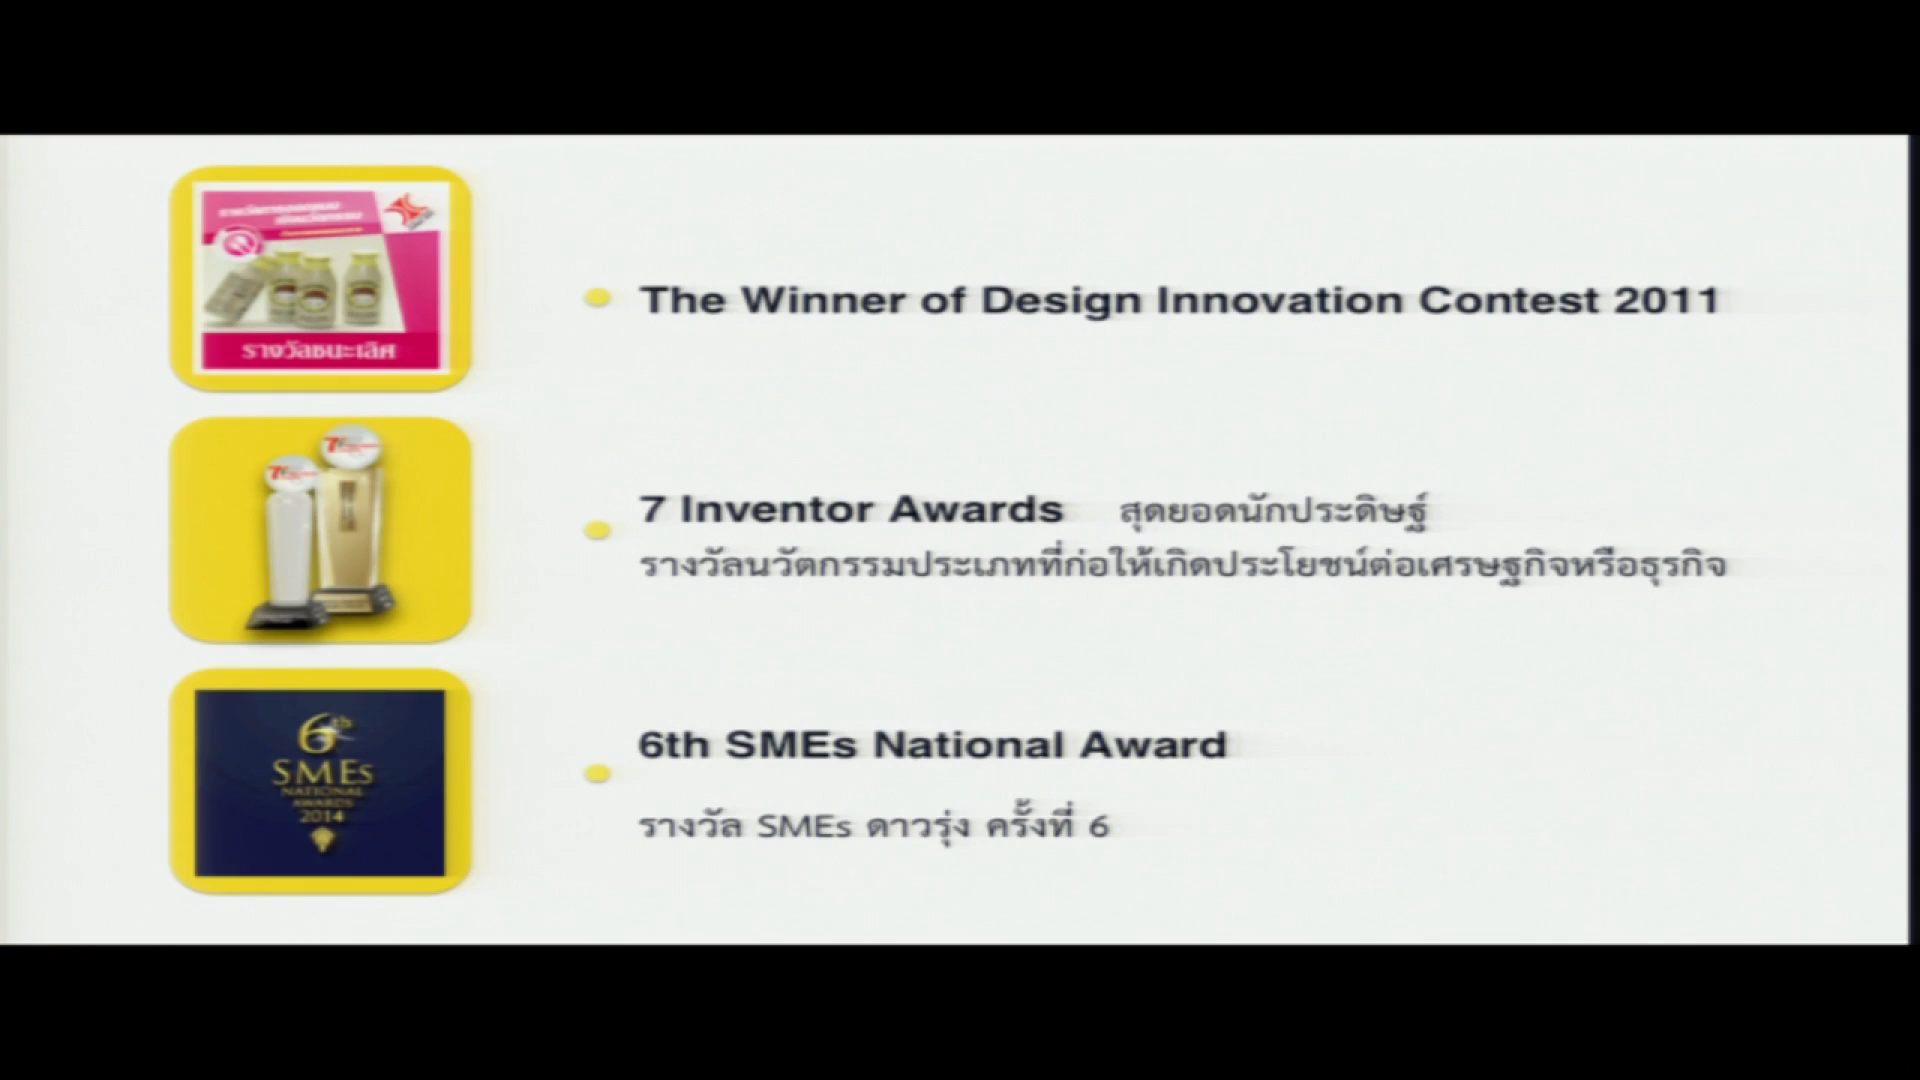 รางวัลชนะเลิศ
The Winner of Design Innovation Contest 2011
7 Inventor Awards สุดยอดนักประดิษฐ์
รางวัลนวัตกรรมประเภทที่ก่อให้เกิดประโยชน์ต่อเศรษฐกิจหรือธุรกิจ
6th
SMEs
NATIONAL
AWARDS
2014
6th SMEs National Award
รางวัล SMEs ดาวรุ่ง ครั้งที่ 6